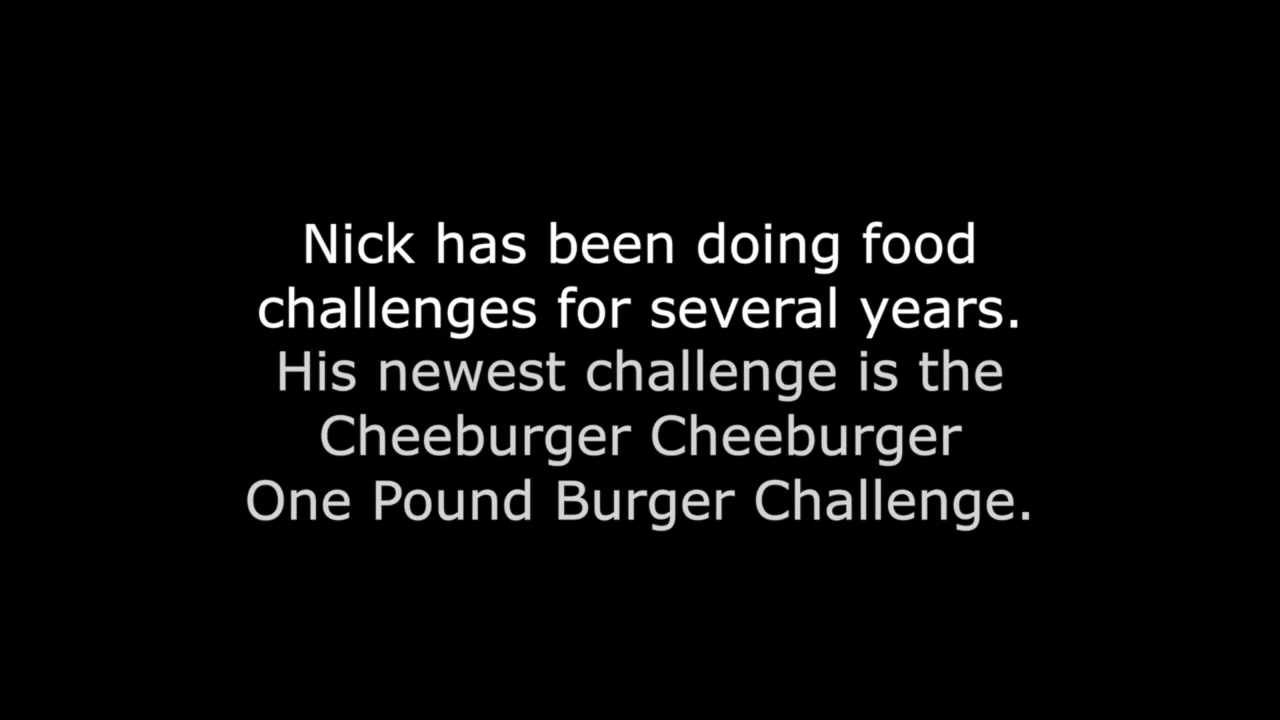 Nick has been doing food
challenges for several years.
His newest challenge is the
Cheeburger Cheeburger
One Pound Burger Challenge.